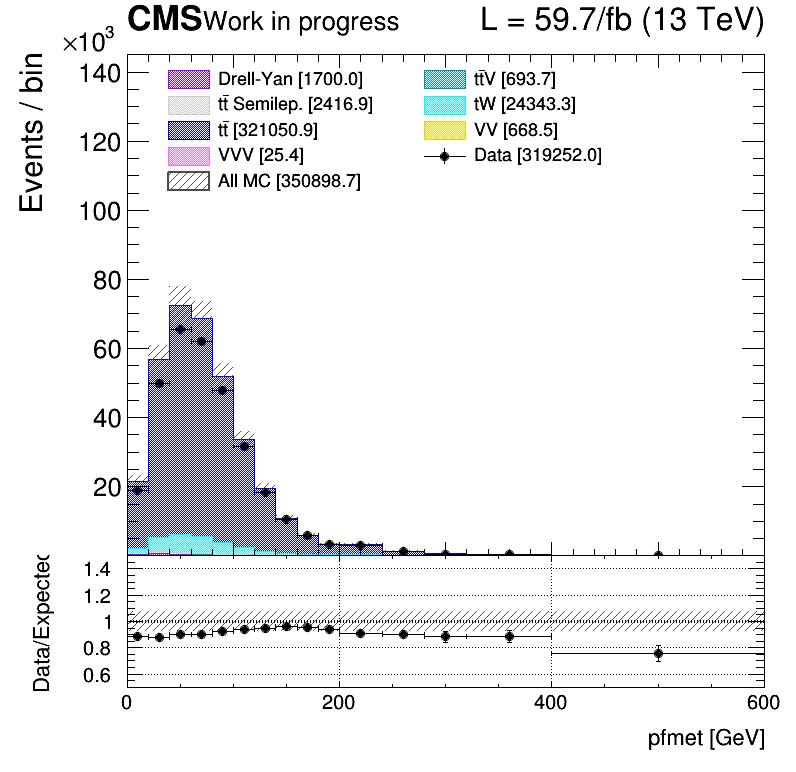 CMS Work in progress L = 59.7/fb (13 TeV)
×10³
Events / bin
140
120
100
80
60
40
20
Drell-Yan [1700.0]
tt̄ Semilep. [2416.9]
tt̄ [321050.9]
VVV [25.4]
All MC [350898.7]
tt̄V [693.7]
tW [24343.3]
VV [668.5]
Data [319252.0]
Data/Expected
1.4
1.2
1
0.8
0.6
0 200 400 600
pfmet [GeV]